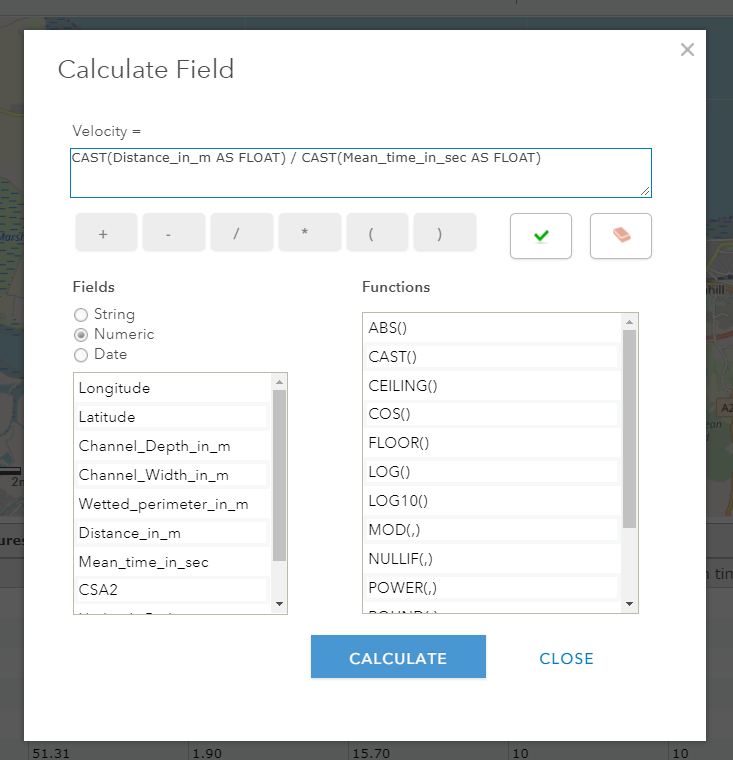 Calculate Field
Velocity =
CAST(Distance_in_m AS FLOAT) / CAST(Mean_time_in_sec AS FLOAT)
+ - / * ( )
Fields
String
Numeric
Date
Longitude
Latitude
Channel_Depth_in_m
Channel_Width_in_m
Wetted_perimeter_in_m
Distance_in_m
Mean_time_in_sec
CSA2
Functions
ABS()
CAST()
CEILING()
COS()
FLOOR()
LOG()
LOG10()
MOD(,)
NULLIF(,)
POWER(,)
CALCULATE CLOSE
51.31 1.90 15.70 10 10